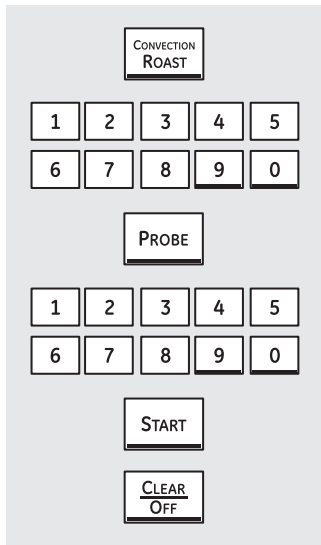 CONVECTION
ROAST
1 2 3 4 5
6 7 8 9 0
PROBE
1 2 3 4 5
6 7 8 9 0
START
CLEAR
OFF